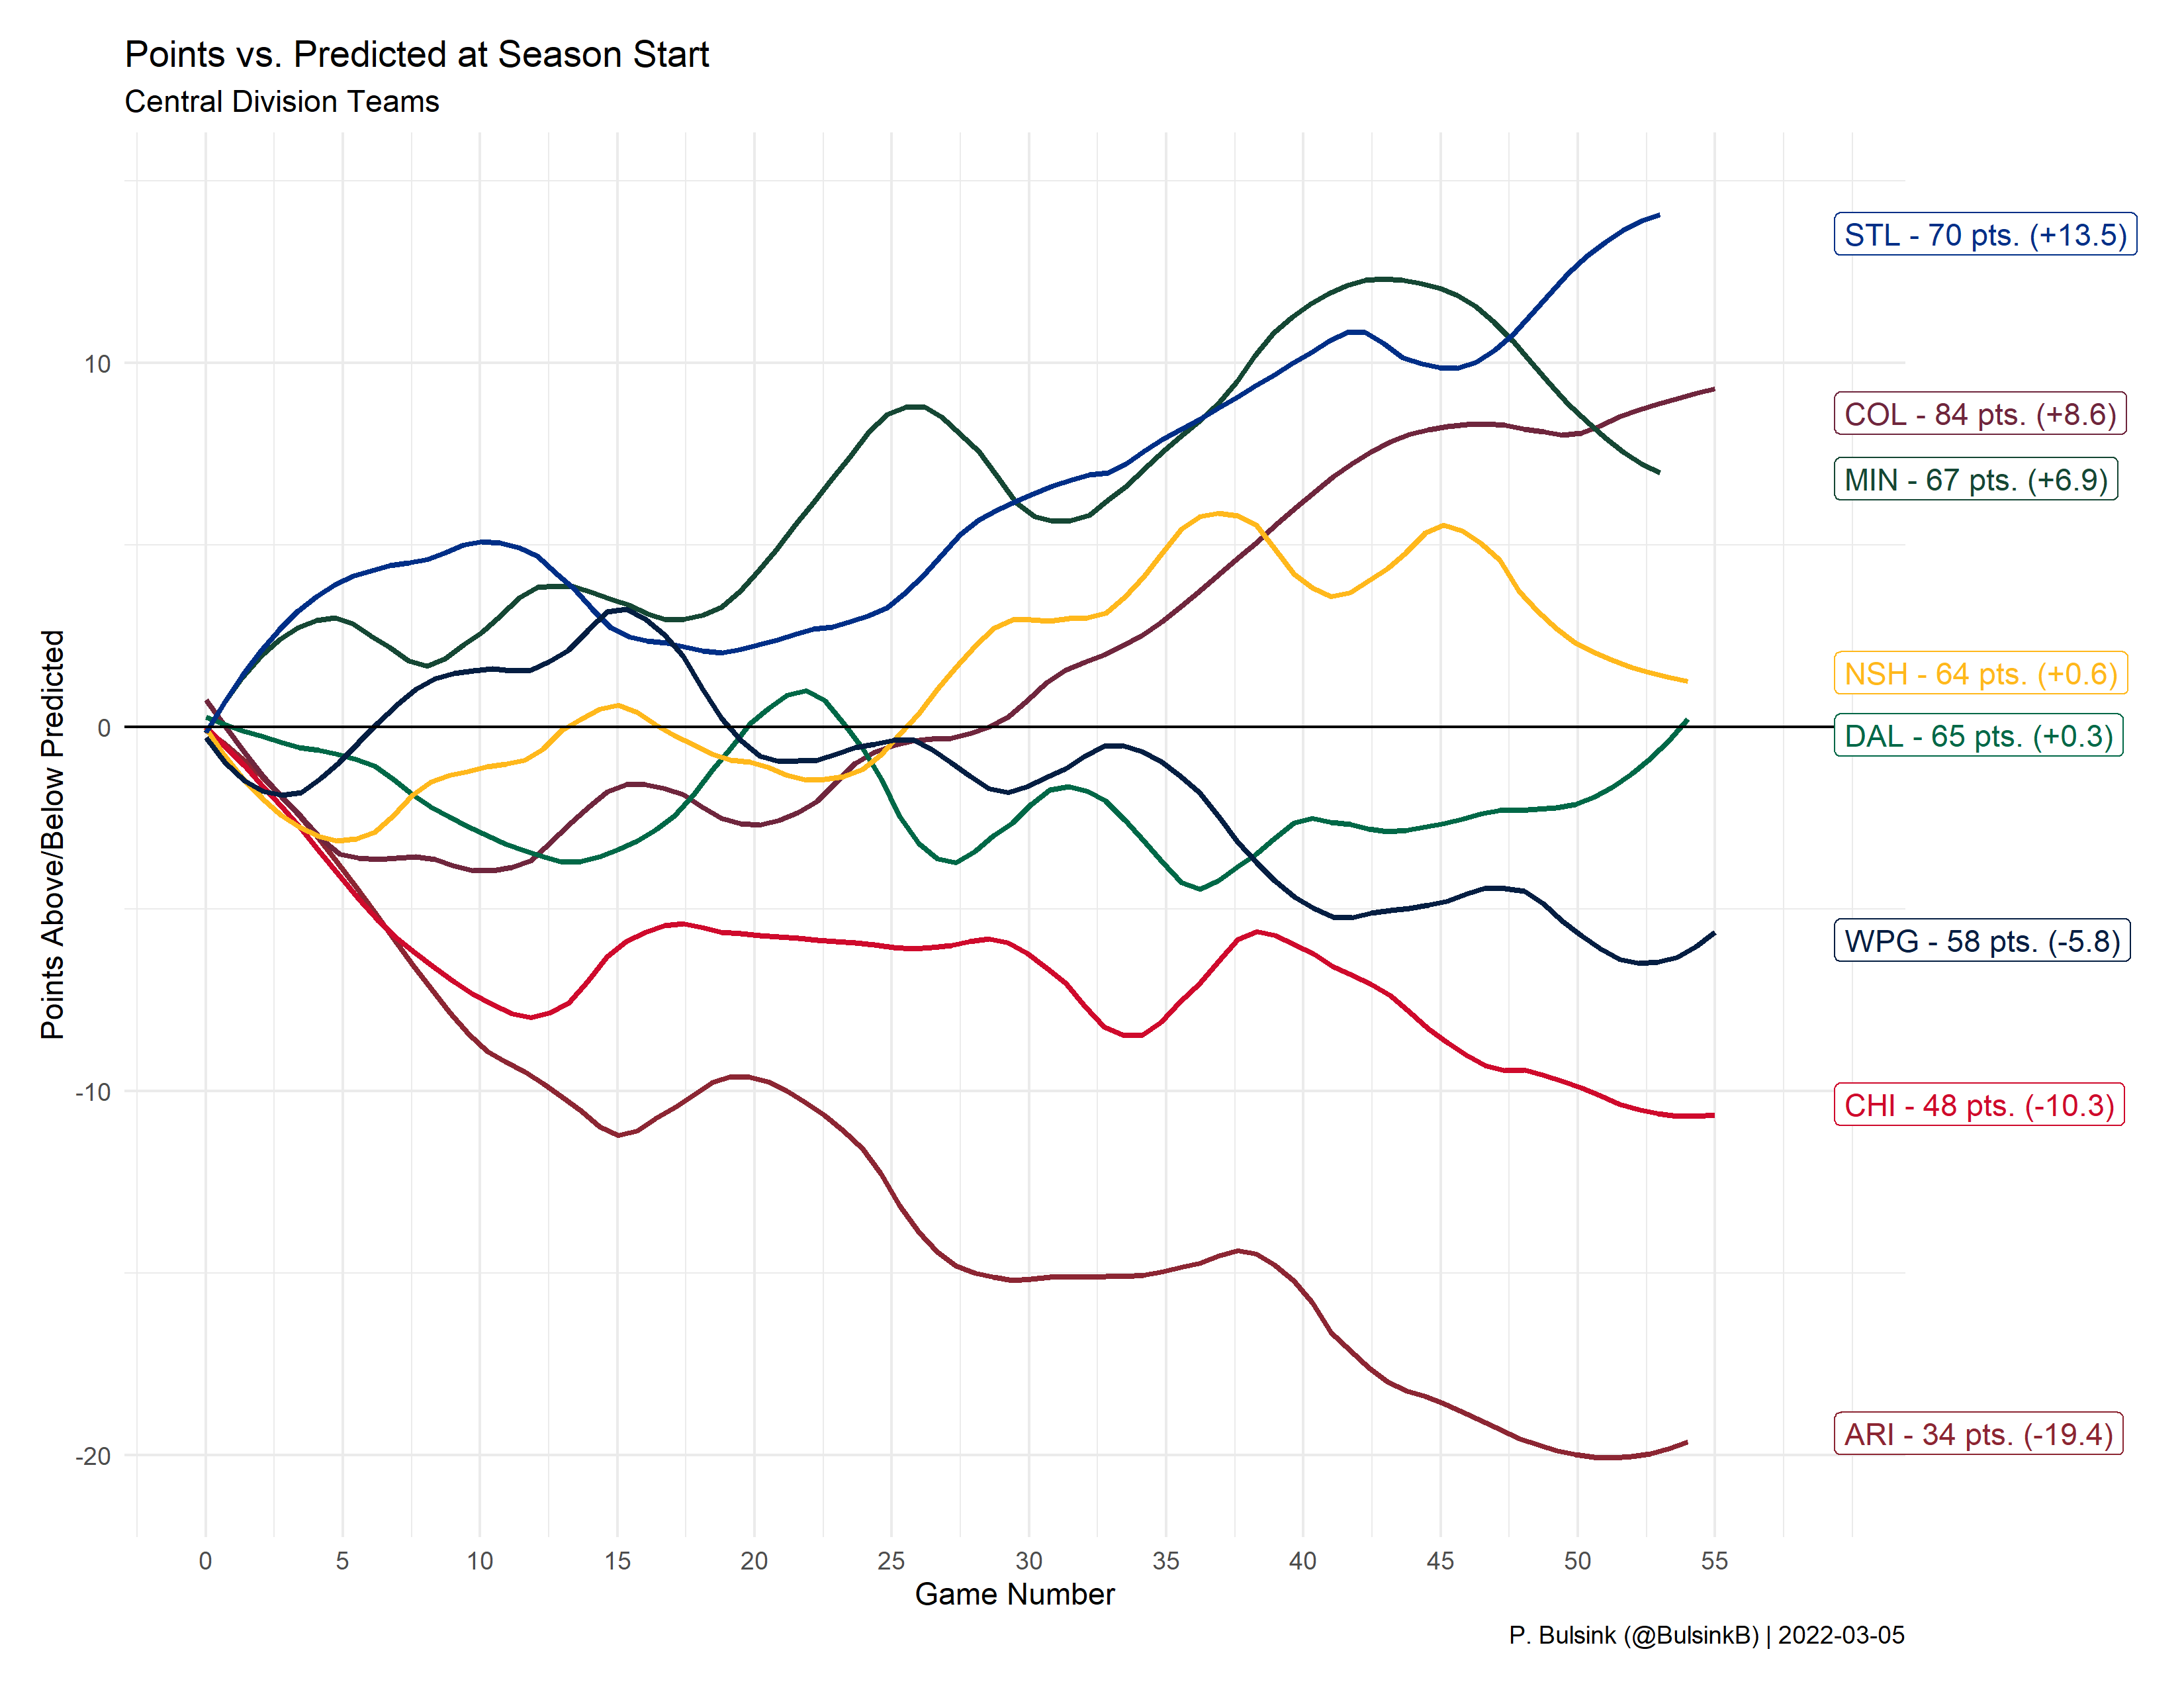 Points vs. Predicted at Season Start
Central Division Teams
Points Above/Below Predicted
10
0
-10
-20
STL - 70 pts. (+13.5)
COL - 84 pts. (+8.6)
MIN - 67 pts. (+6.9)
NSH - 64 pts. (+0.6)
DAL - 65 pts. (+0.3)
WPG - 58 pts. (-5.8)
CHI - 48 pts. (-10.3)
ARI - 34 pts. (-19.4)
0 5 10 15 20 25 30 35 40 45 50 55
Game Number
P. Bulsink (@BulsinkB) | 2022-03-05